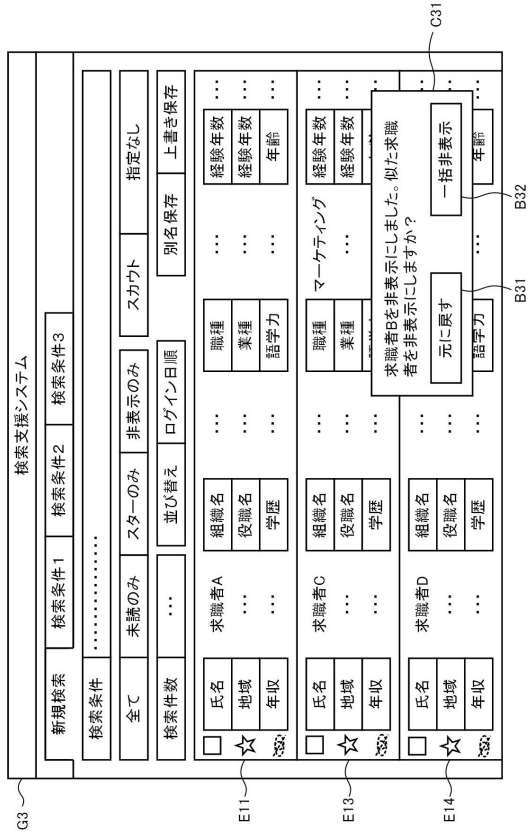 G3
検索支援システム
新規検索 検索条件1 検索条件2 検索条件3
検索条件 ……………
全て 未読のみ スターのみ 非表示のみ スカウト 指定なし
検索件数 … 並び替え ログイン日順 別名保存 上書き保存
E11
氏名 求職者A 組織名 … 職種 … 経験年数 …
地域 … 役職名 … 業種 … 経験年数 …
年収 … 学歴 … 語学力 … 年齢 …
E13
氏名 求職者C 組織名 … 職種 マーケティング 経験年数 …
地域 … 役職名 … 業種 … 経験年数 …
年収 … 学歴 …
E14
氏名 求職者D 組織名 …
地域 … 役職名 …
年収 … 学歴 … 語学力 … 年齢 …
C31
求職者Bを非表示にしました。似た求職
者を非表示にしますか？
元に戻す 一括非表示
B31 B32